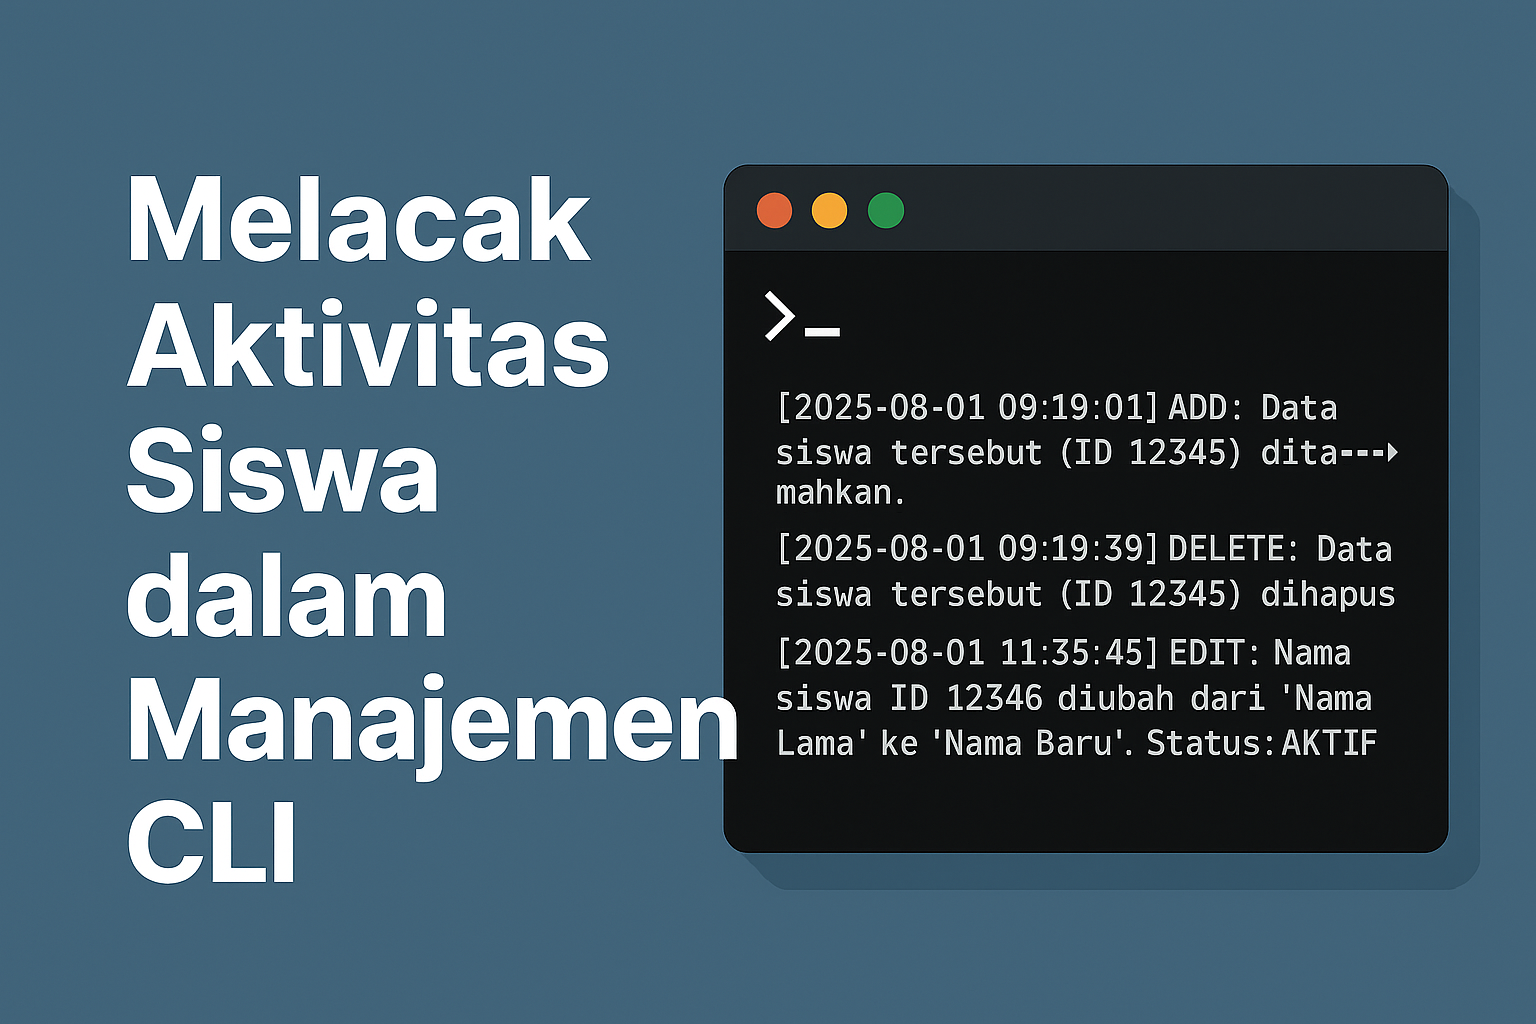 Melacak
Aktivitas
Siswa
dalam
Manajemen
CLI
>_
[2025-08-01 09:19:01] ADD: Data
siswa tersebut (ID 12345) dita---▸
mahkan.
[2025-08-01 09:19:39] DELETE: Data
siswa tersebut (ID 12345) dihapus
[2025-08-01 11:35:45] EDIT: Nama
siswa ID 12346 diubah dari 'Nama
Lama' ke 'Nama Baru'. Status: AKTIF